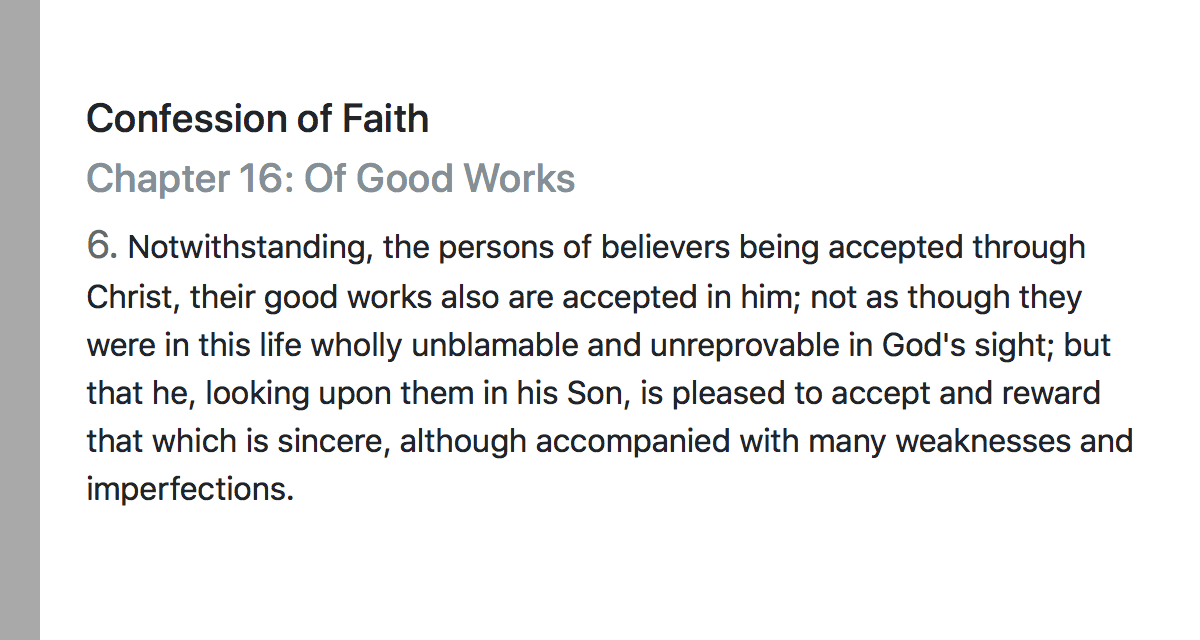 Confession of Faith
Chapter 16: Of Good Works
6. Notwithstanding, the persons of believers being accepted through
Christ, their good works also are accepted in him; not as though they
were in this life wholly unblamable and unreprovable in God's sight; but
that he, looking upon them in his Son, is pleased to accept and reward
that which is sincere, although accompanied with many weaknesses and
imperfections.